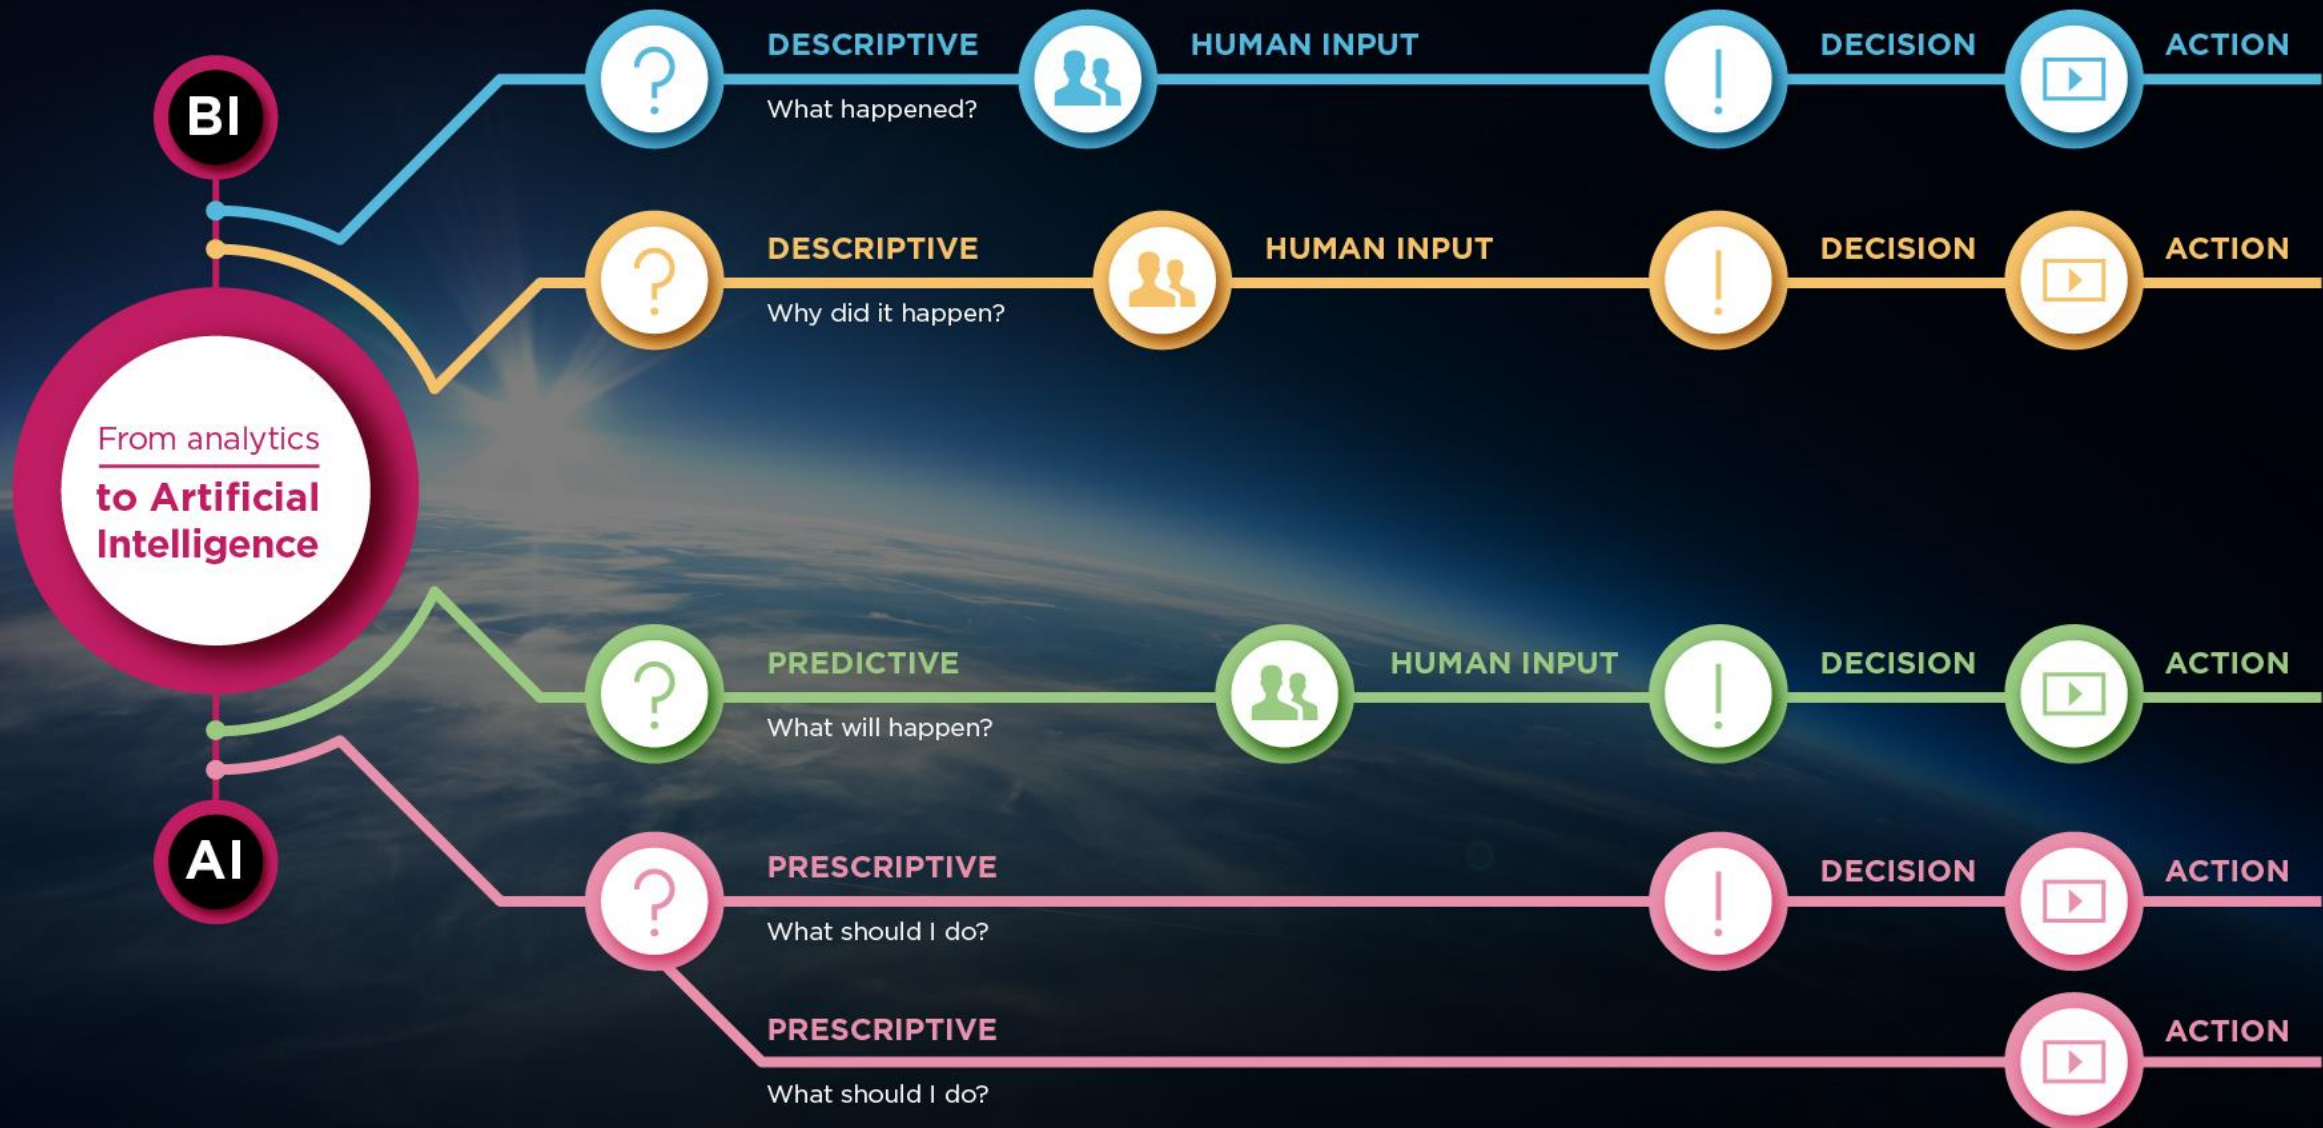 BI
From analytics
to Artificial
Intelligence
AI
DESCRIPTIVE
What happened?
HUMAN INPUT
DECISION
ACTION
DESCRIPTIVE
Why did it happen?
HUMAN INPUT
DECISION
ACTION
PREDICTIVE
What will happen?
HUMAN INPUT
DECISION
ACTION
PRESCRIPTIVE
What should I do?
DECISION
ACTION
PRESCRIPTIVE
What should I do?
ACTION